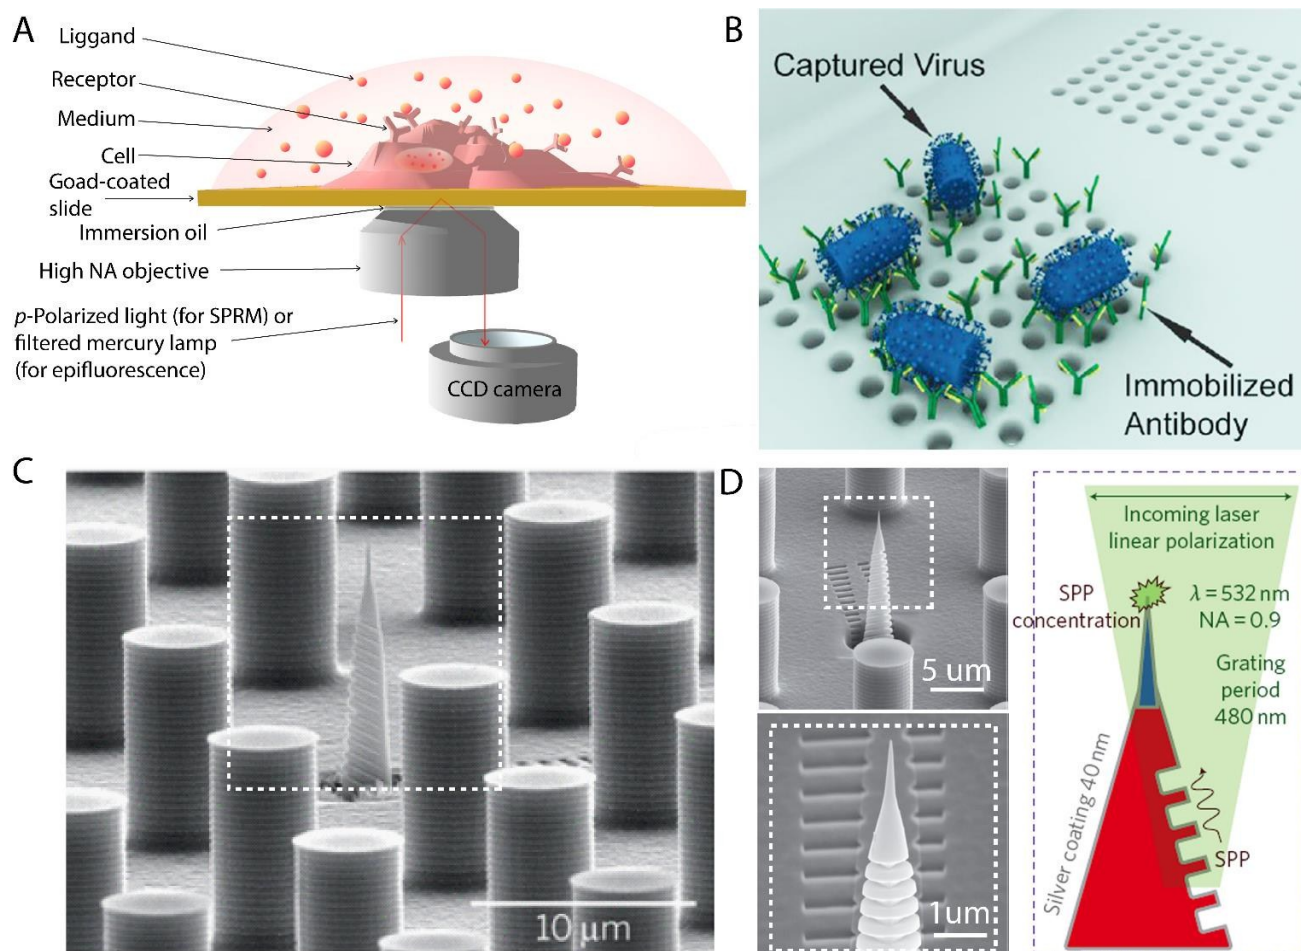 A
Liggand
Receptor
Medium
Cell
Goad-coated
slide
Immersion oil
High NA objective
p-Polarized light (for SPRM) or
filtered mercury lamp
(for epifluorescence)
CCD camera
B
Captured Virus
Immobilized
Antibody
C
10 μm
D
5 um
1um
Incoming laser
linear polarization
SPP
concentration
λ = 532 nm
NA = 0.9
Grating
period
480 nm
Silver coating 40 nm
SPP